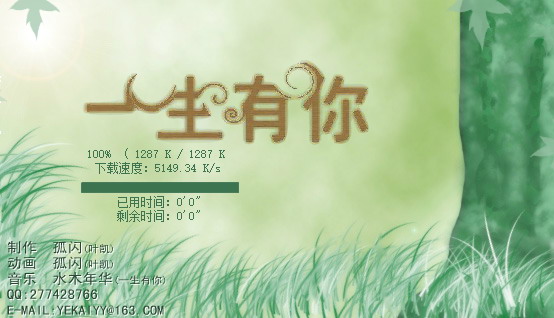 一生有你
100% ( 1287 K / 1287 K
下载速度：5149.34 K/s
已用时间：0'0"
剩余时间：0'0"
制作 孤闪(叶凯)
动画 孤闪(叶凯)
音乐 水木年华(一生有你)
QQ:277428766
E-MAIL:YEKAIYY@163.COM